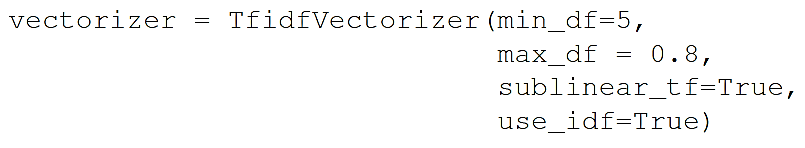 vectorizer = TfidfVectorizer(min_df=5,
max_df = 0.8,
sublinear_tf=True,
use_idf=True)